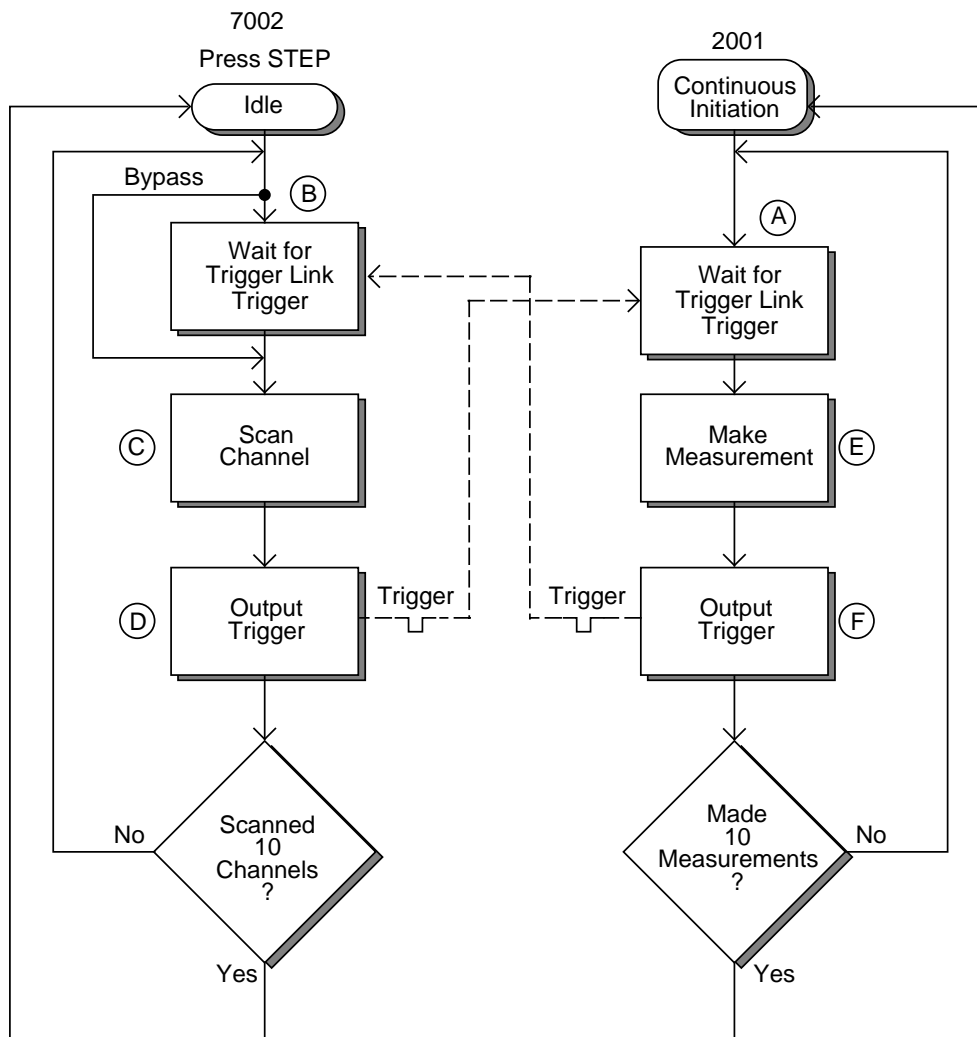 7002
Press STEP
Idle
Bypass
B
Wait for
Trigger Link
Trigger
C
Scan
Channel
D
Output
Trigger
Trigger
Scanned
10
Channels
?
No
Yes
2001
Continuous
Initiation
A
Wait for
Trigger Link
Trigger
Make
Measurement
E
Trigger
Output
Trigger
F
Made
10
Measurements
?
No
Yes